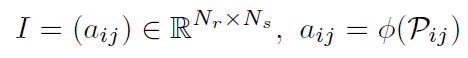 I = (a_{ij}) ∈ ℝ^{N_r×N_s}, a_{ij} = ϕ(𝒫_{ij})